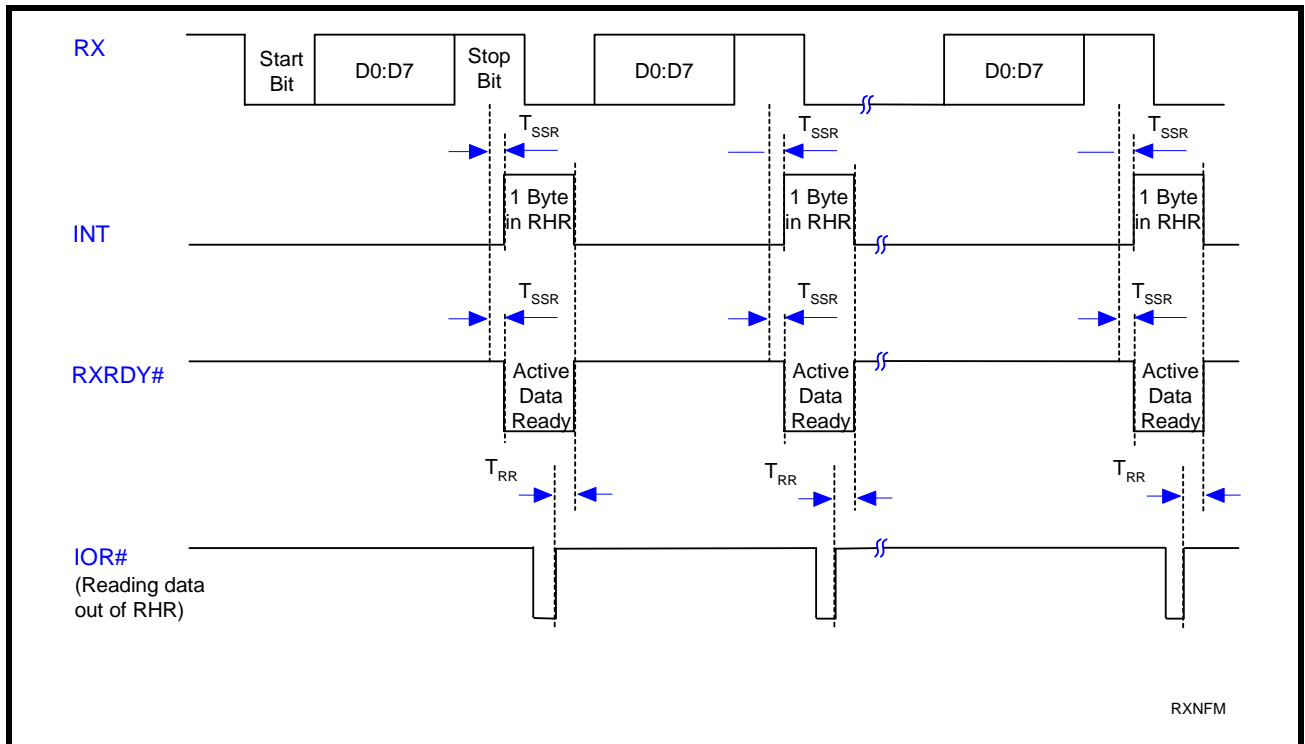 RX
Start
Bit
D0:D7
Stop
Bit
D0:D7
D0:D7
TSSR
TSSR
TSSR
INT
1 Byte
in RHR
1 Byte
in RHR
1 Byte
in RHR
TSSR
TSSR
TSSR
RXRDY#
Active
Data
Ready
Active
Data
Ready
Active
Data
Ready
TRR
TRR
TRR
IOR#
(Reading data
out of RHR)
RXNFM